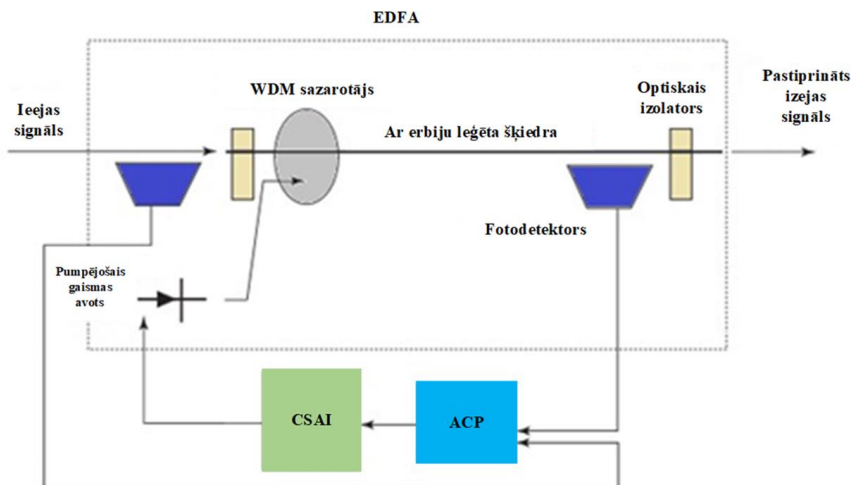 EDFA
Ieejas
signāls
WDM sazarotājs
Ar erbiju leģēta šķiedra
Optiskais
izolators
Pastiprināts
izejas
signāls
Fotodetektors
Pumpējošais
gaismas
avots
CSAI
ACP